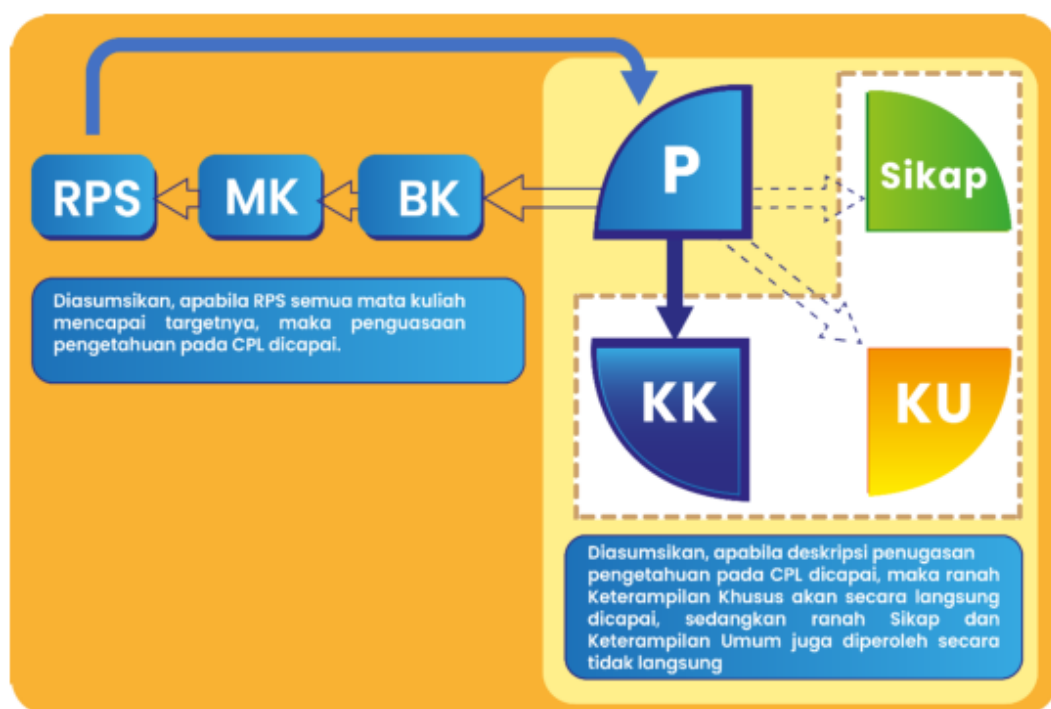 P
Sikap
RPS
MK
BK
Diasumsikan, apabila RPS semua mata kuliah
mencapai targetnya, maka penguasaan
pengetahuan pada CPL dicapai.
KK
KU
Diasumsikan, apabila deskripsi penugasan
pengetahuan pada CPL dicapai, maka ranah
Keterampilan Khusus akan secara langsung
dicapai, sedangkan ranah Sikap dan
Keterampilan Umum juga diperoleh secara
tidak langsung